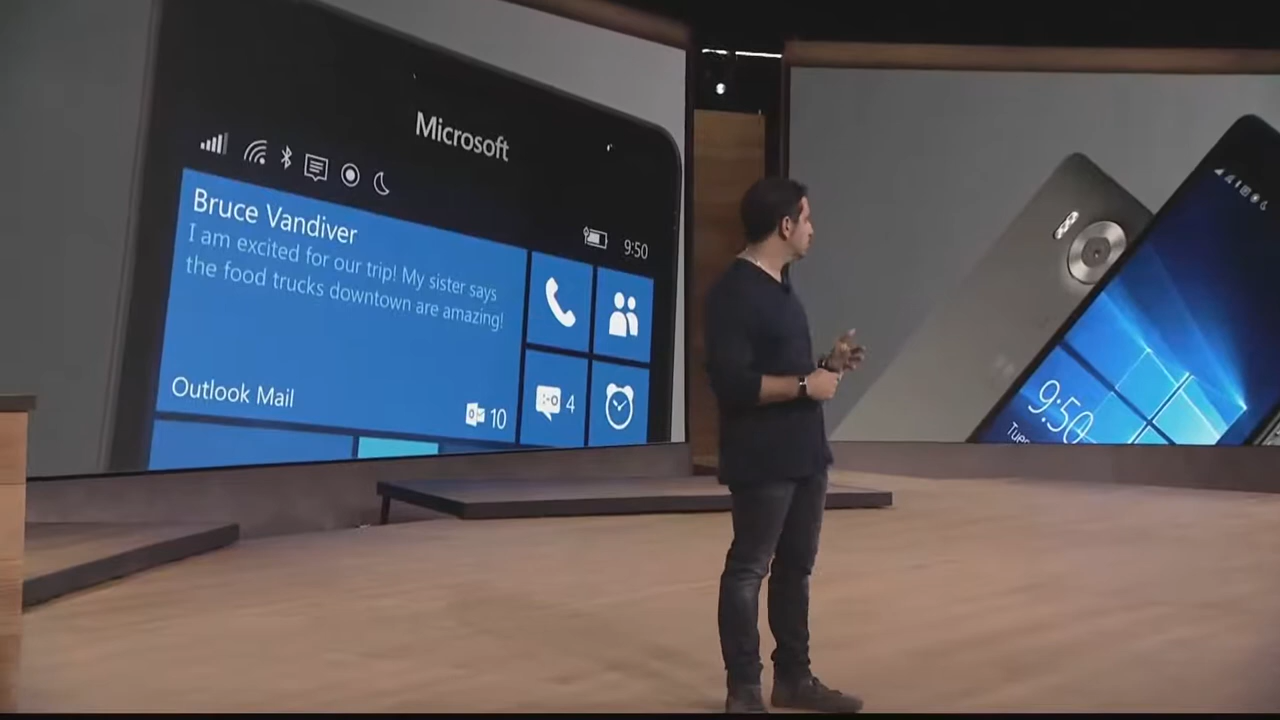 Microsoft
9:50
Bruce Vandiver
I am excited for our trip! My sister says
the food trucks downtown are amazing!
Outlook Mail
10
4
9:50